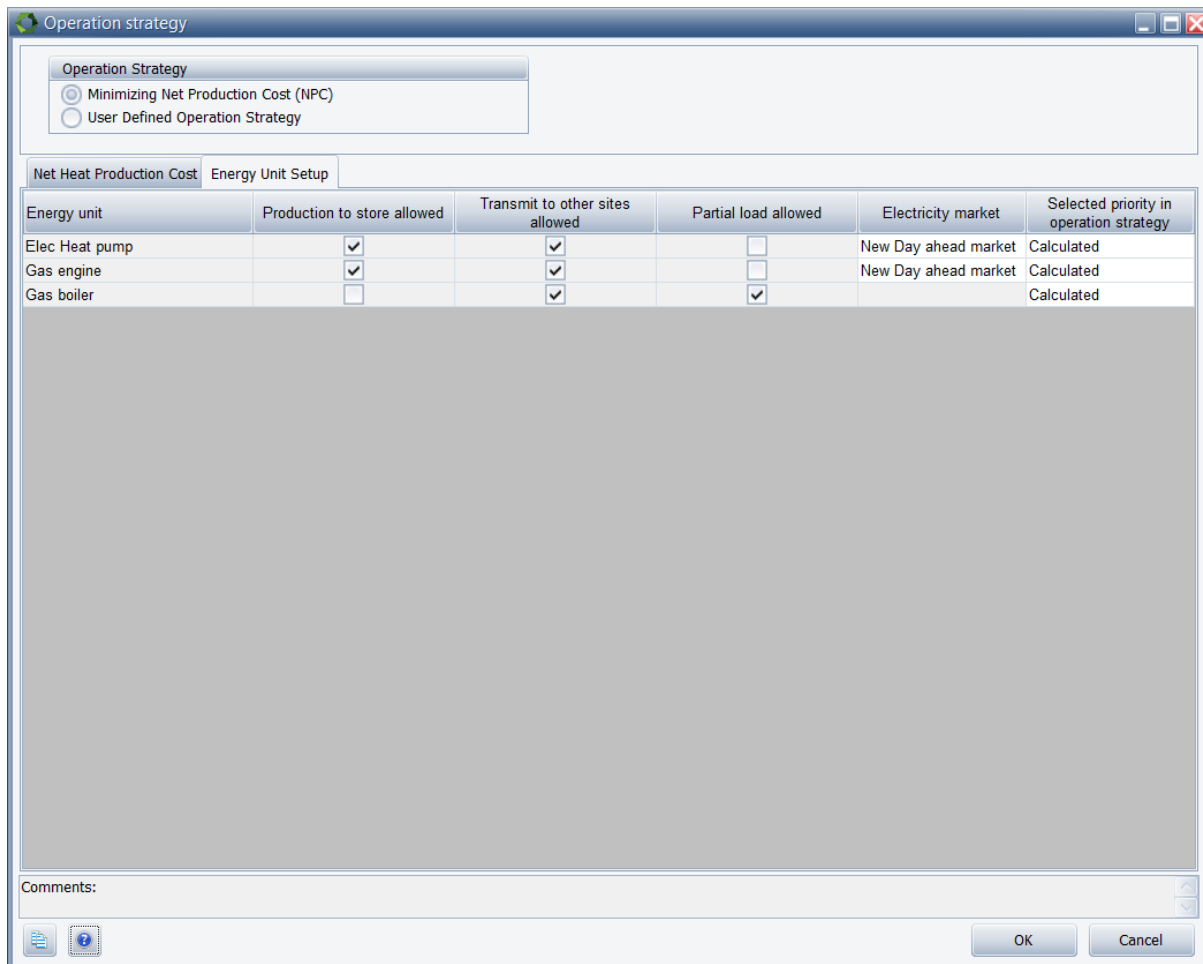 Operation strategy
Operation Strategy
Minimizing Net Production Cost (NPC)
User Defined Operation Strategy
Net Heat Production Cost Energy Unit Setup
Energy unit Production to store allowed Transmit to other sites allowed Partial load allowed Electricity market Selected priority in operation strategy
Elec Heat pump New Day ahead market Calculated
Gas engine New Day ahead market Calculated
Gas boiler Calculated
Comments:
OK Cancel